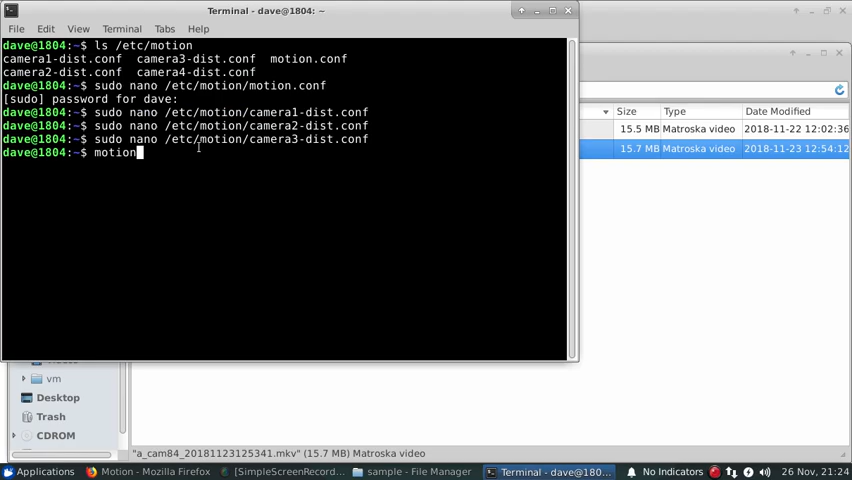 Terminal - dave@1804: ~
File Edit View Terminal Tabs Help
dave@1804:~$ ls /etc/motion
camera1-dist.conf camera3-dist.conf motion.conf
camera2-dist.conf camera4-dist.conf
dave@1804:~$ sudo nano /etc/motion/motion.conf
[sudo] password for dave:
dave@1804:~$ sudo nano /etc/motion/camera1-dist.conf
dave@1804:~$ sudo nano /etc/motion/camera2-dist.conf
dave@1804:~$ sudo nano /etc/motion/camera3-dist.conf
dave@1804:~$ motion
Size Type Date Modified
15.5 MB Matroska video 2018-11-22 12:02:36
15.7 MB Matroska video 2018-11-23 12:54:12
vm
Desktop
Trash
CDROM
"a_cam84_20181123125341.mkv" (15.7 MB) Matroska video
Applications Motion - Mozilla Firefox [SimpleScreenRecord... sample - File Manager Terminal - dave@180... No Indicators 26 Nov, 21:24